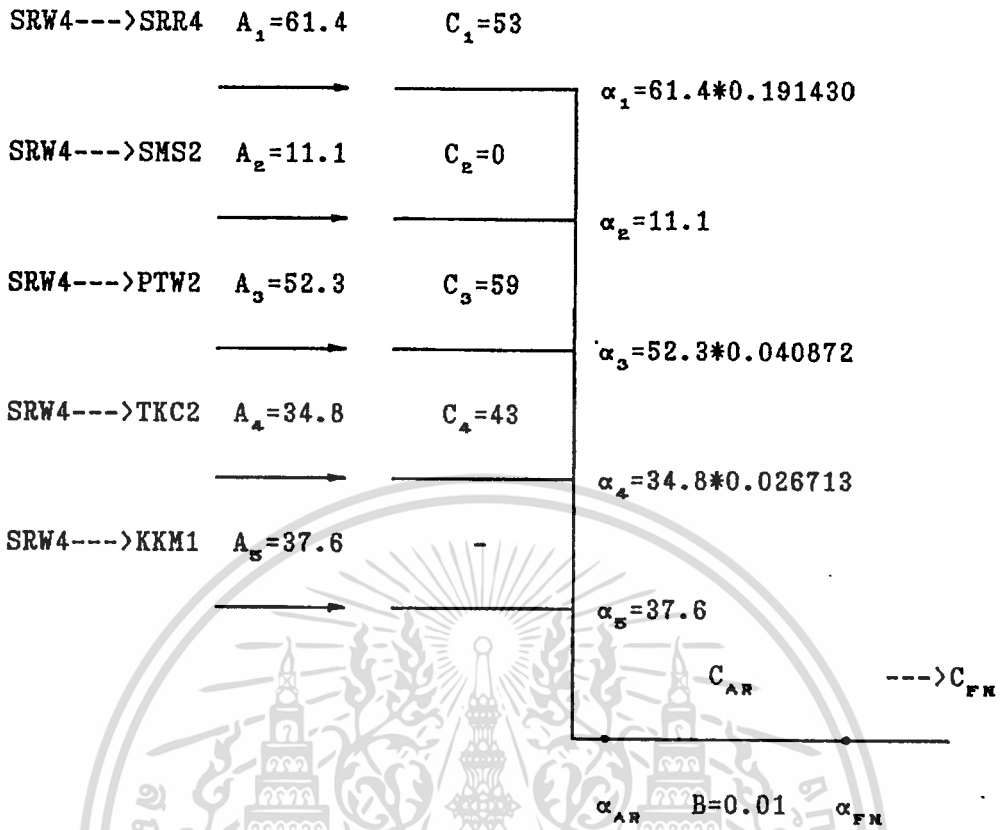 SRW4--->SRR4 A₁=61.4 C₁=53
α₁=61.4*0.191430
SRW4--->SMS2 A₂=11.1 C₂=0
α₂=11.1
SRW4--->PTW2 A₃=52.3 C₃=59
α₃=52.3*0.040872
SRW4--->TKC2 A₄=34.8 C₄=43
α₄=34.8*0.026713
SRW4--->KKM1 A₅=37.6 -
α₅=37.6
C_AR --->C_FN
α_AR B=0.01 α_FN